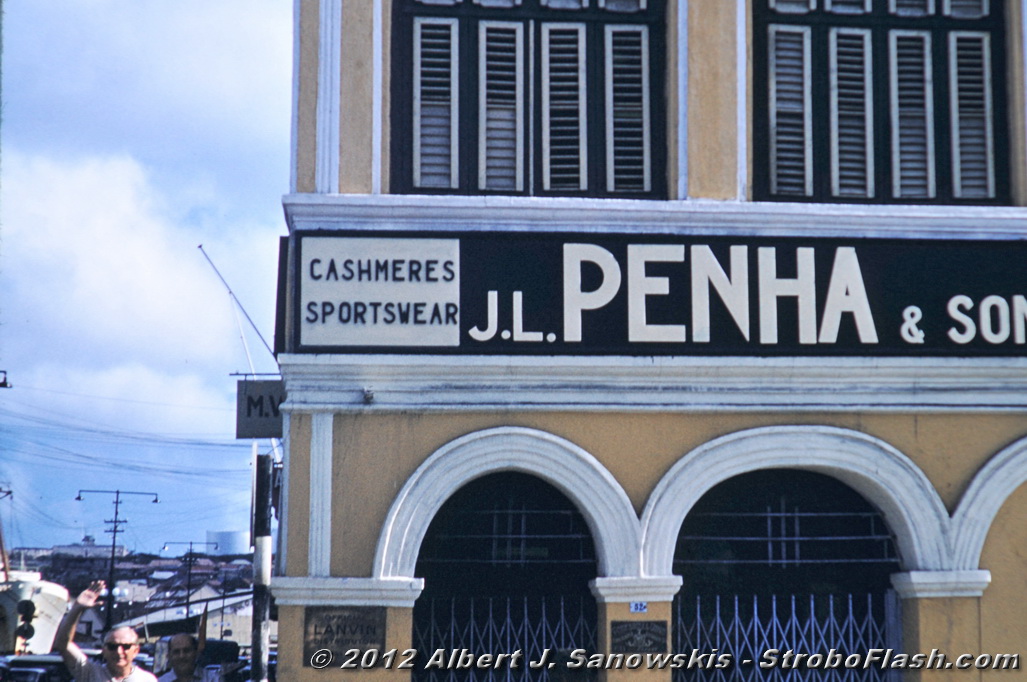 CASHMERES
SPORTSWEAR
J.L. PENHA & SON
M.V
LANVIN
© 2012 Albert J. Sanowskis - StroboFlash.com